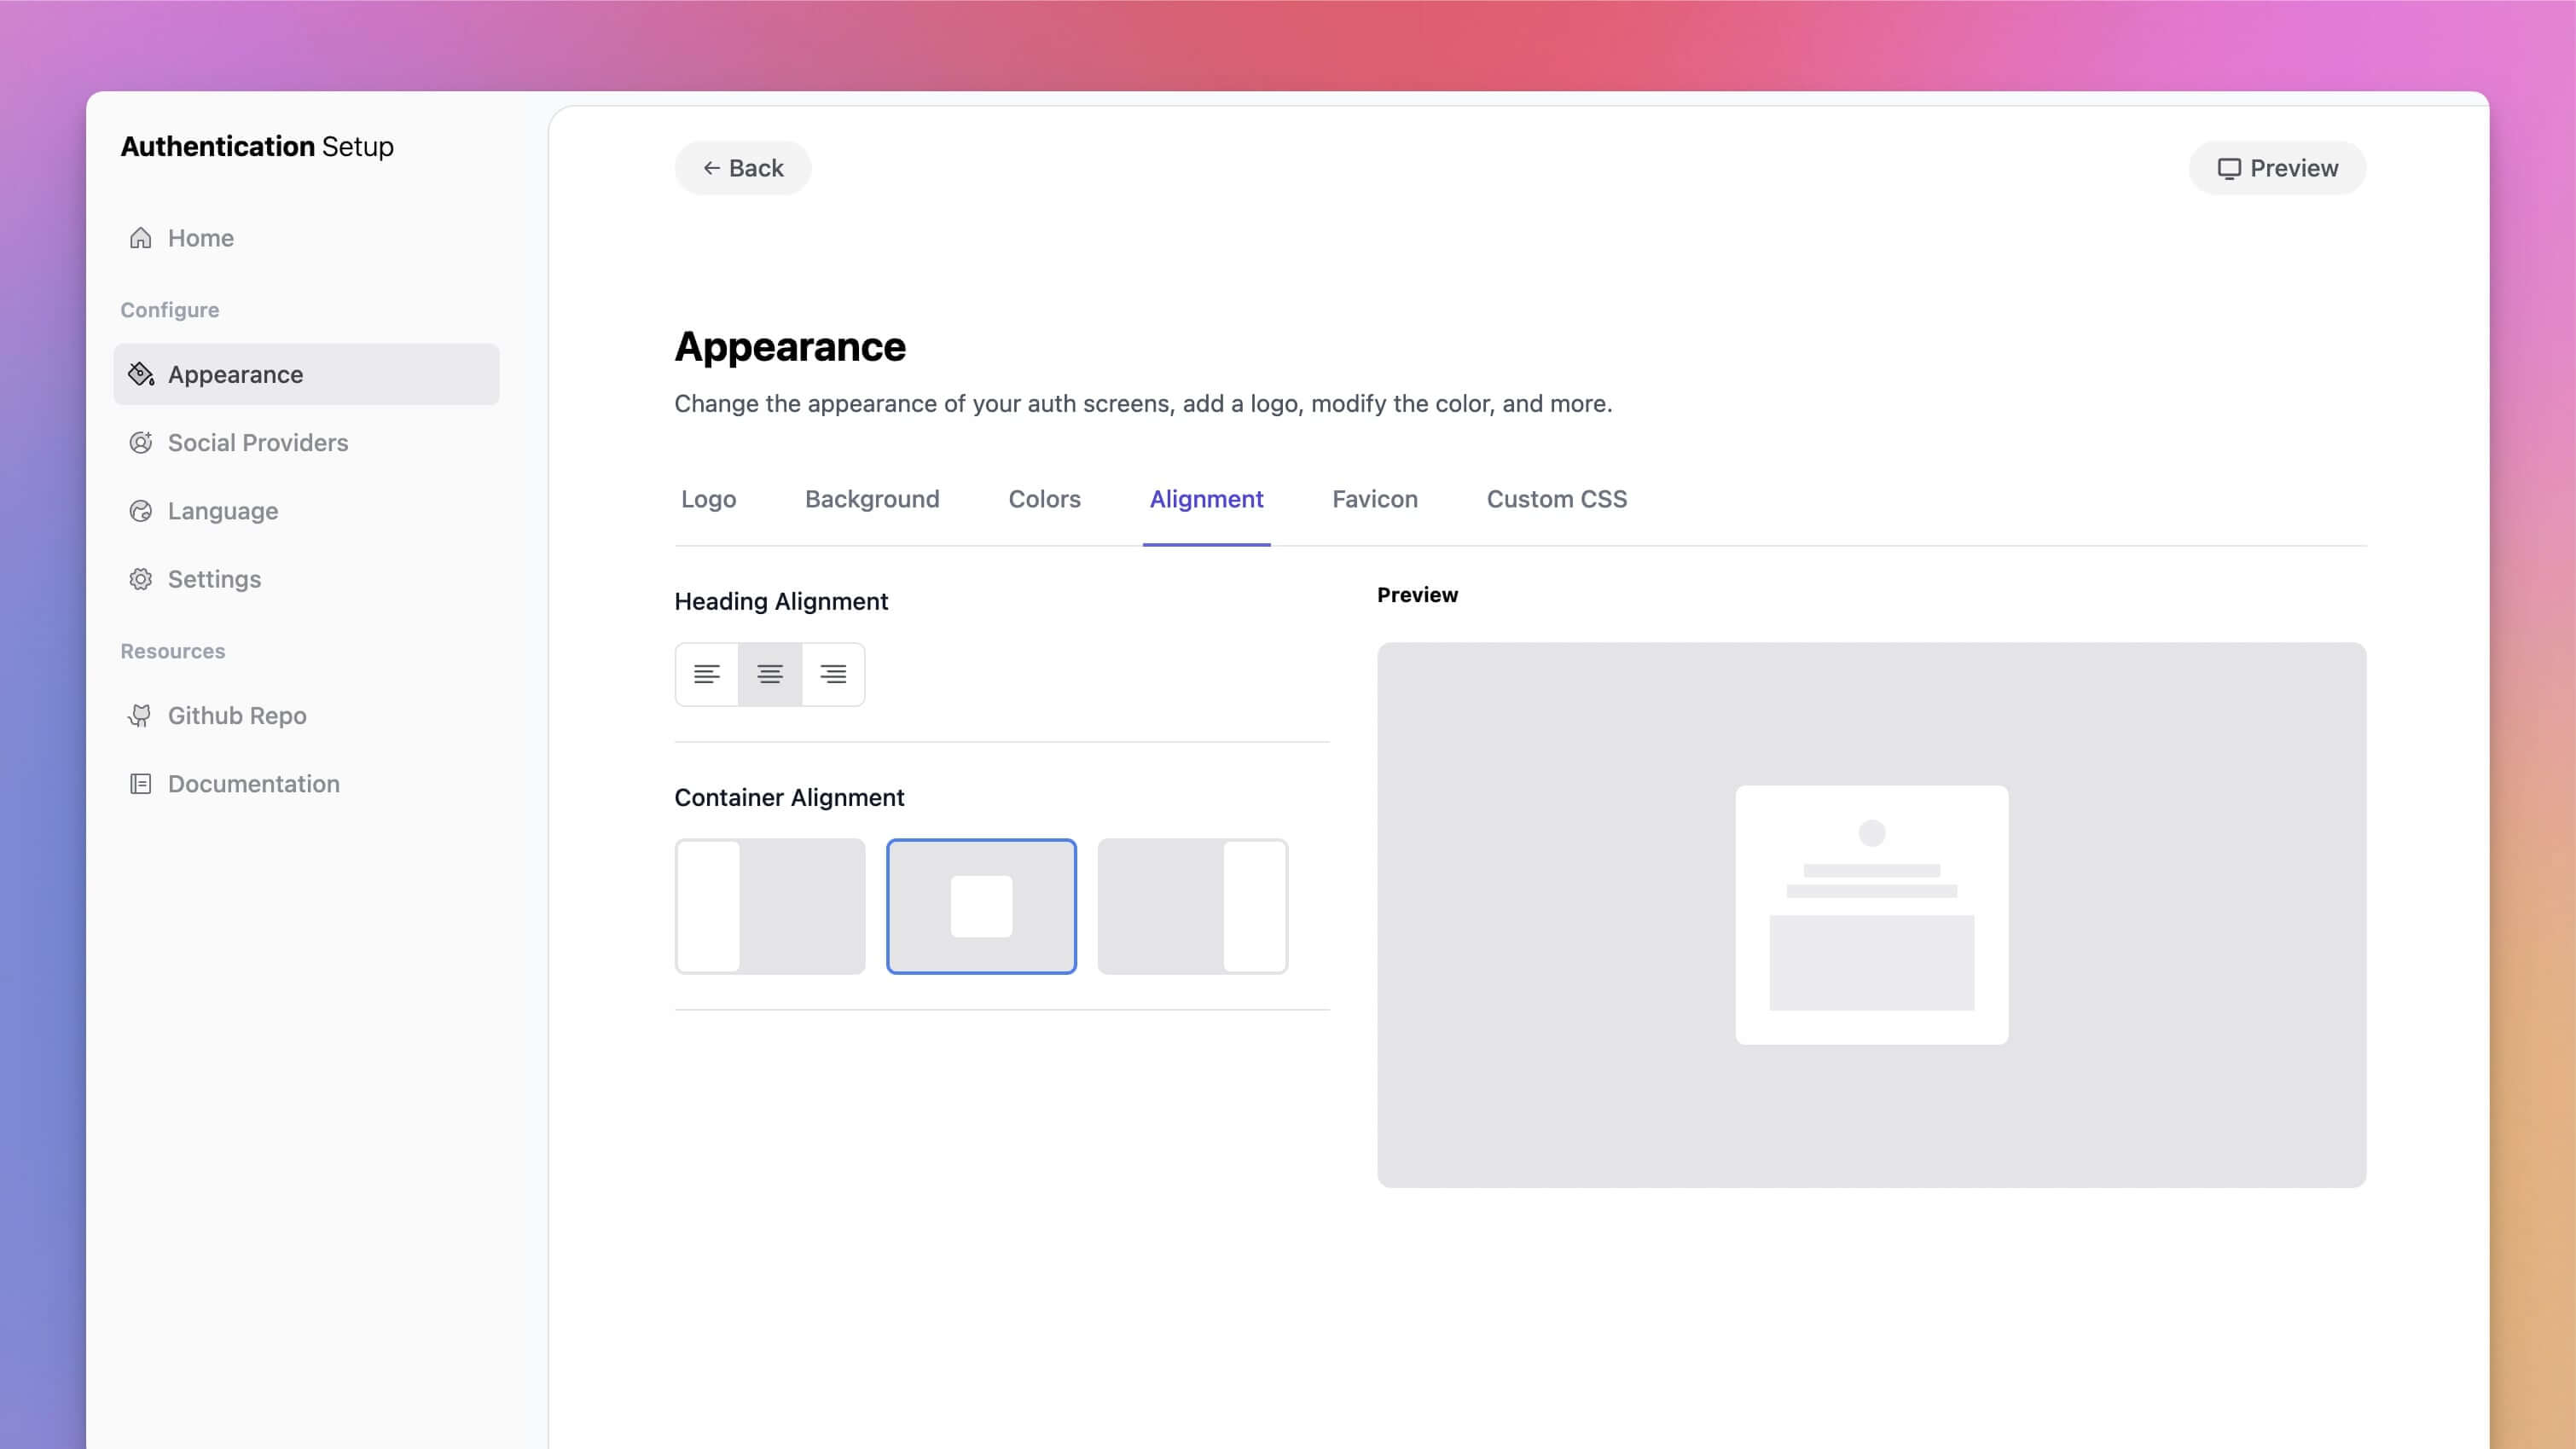 Authentication Setup
Home
Configure
Appearance
Social Providers
Language
Settings
Resources
Github Repo
Documentation
← Back
Preview
Appearance
Change the appearance of your auth screens, add a logo, modify the color, and more.
Logo Background Colors Alignment Favicon Custom CSS
Heading Alignment
Container Alignment
Preview